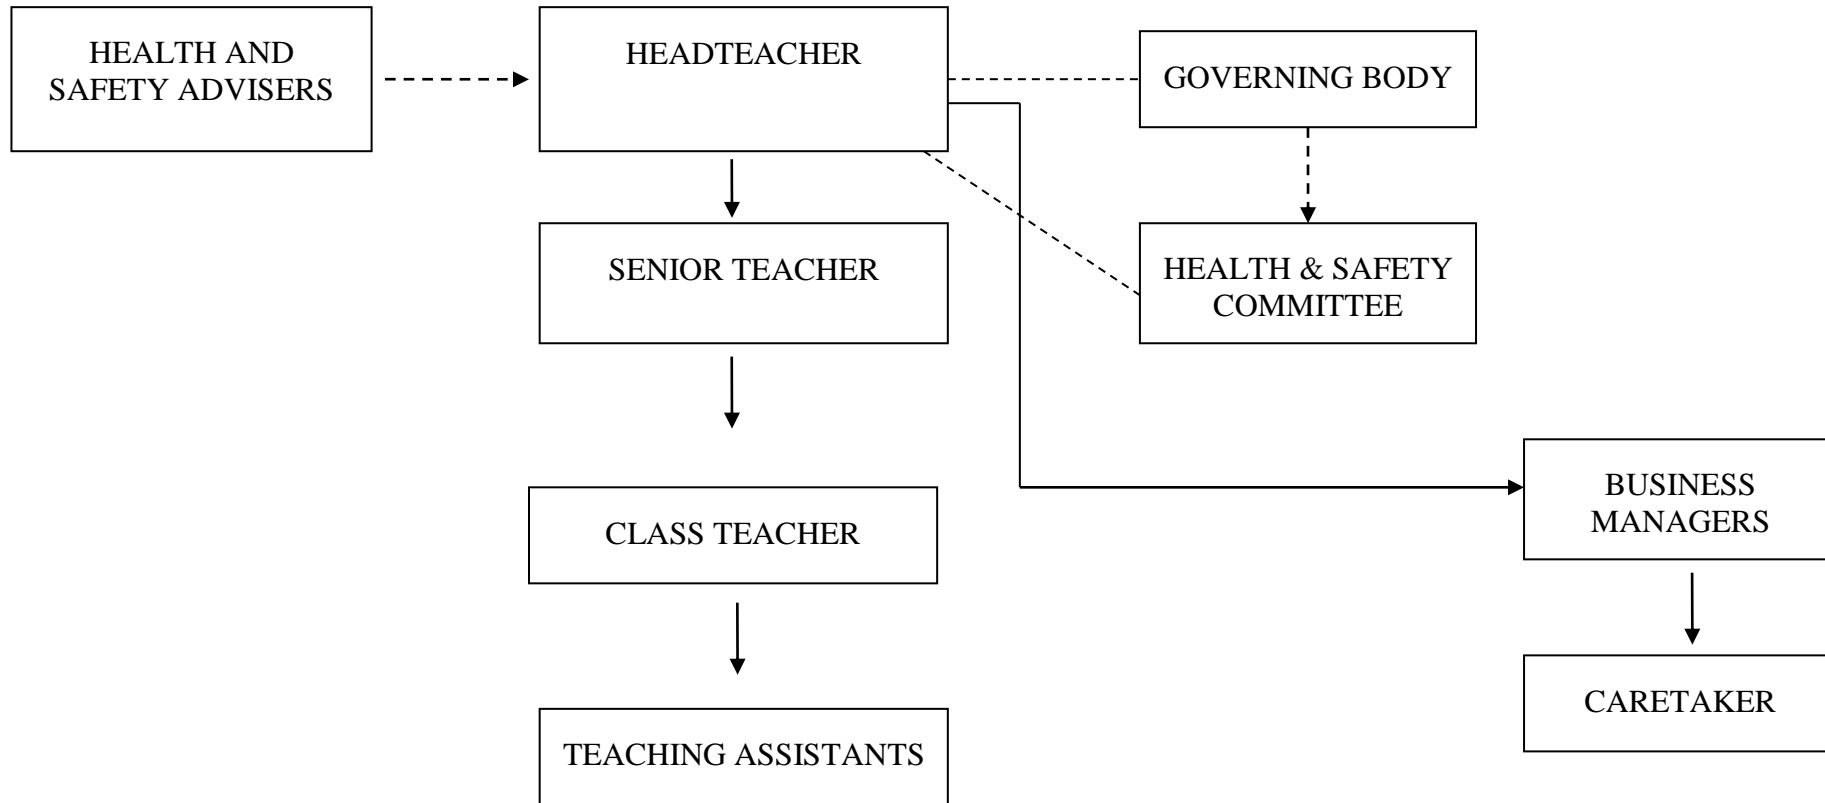 HEALTH AND
SAFETY ADVISERS
HEADTEACHER
GOVERNING BODY
SENIOR TEACHER
HEALTH & SAFETY
COMMITTEE
CLASS TEACHER
BUSINESS
MANAGERS
TEACHING ASSISTANTS
CARETAKER